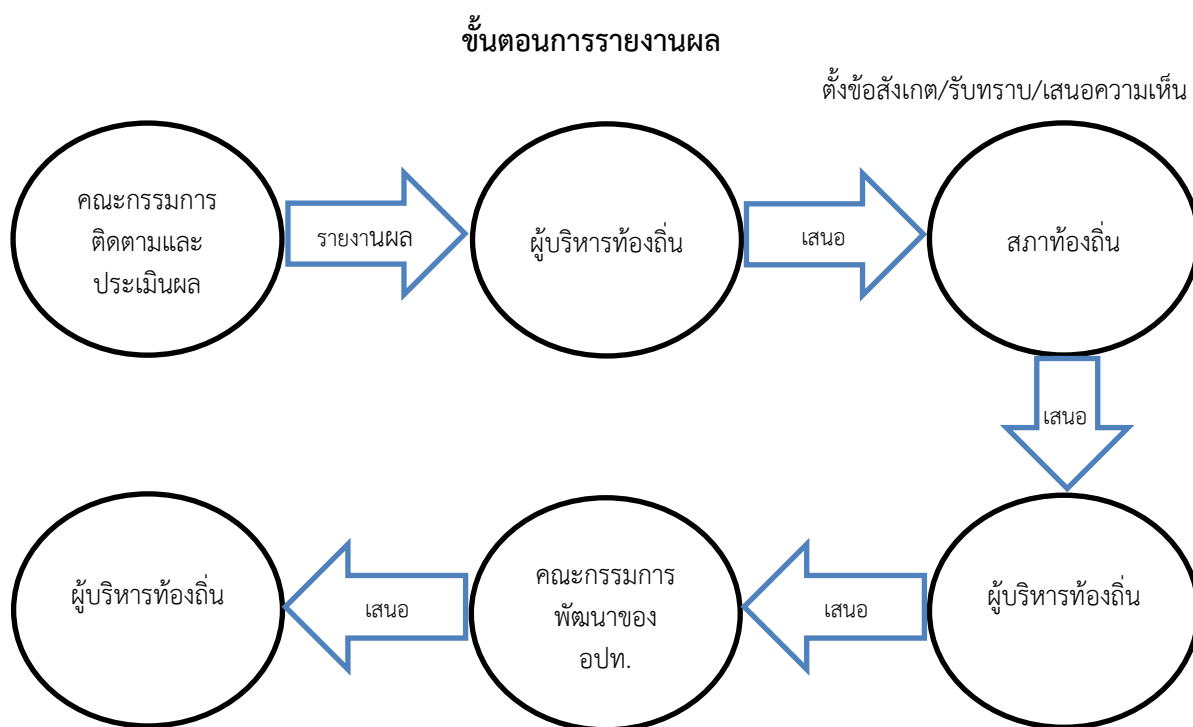 ขั้นตอนการรายงานผล
ตั้งข้อสังเกต/รับทราบ/เสนอความเห็น
คณะกรรมการ
ติดตามและ
ประเมินผล
รายงานผล
ผู้บริหารท้องถิ่น
เสนอ
สภาท้องถิ่น
เสนอ
ผู้บริหารท้องถิ่น
เสนอ
คณะกรรมการ
พัฒนาของ
อปท.
เสนอ
ผู้บริหารท้องถิ่น